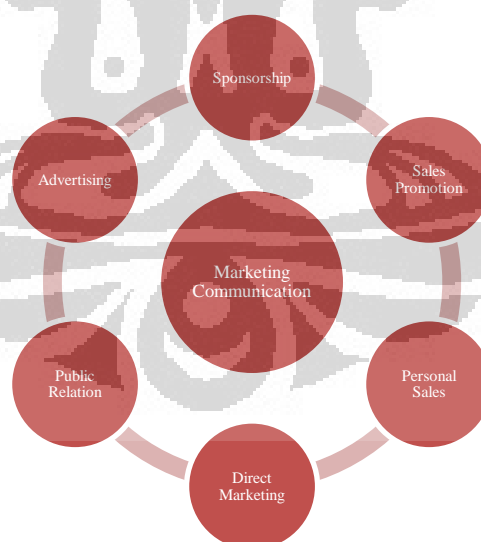 Sponsorship
Advertising
Sales
Promotion
Marketing
Communication
Public
Relation
Personal
Sales
Direct
Marketing